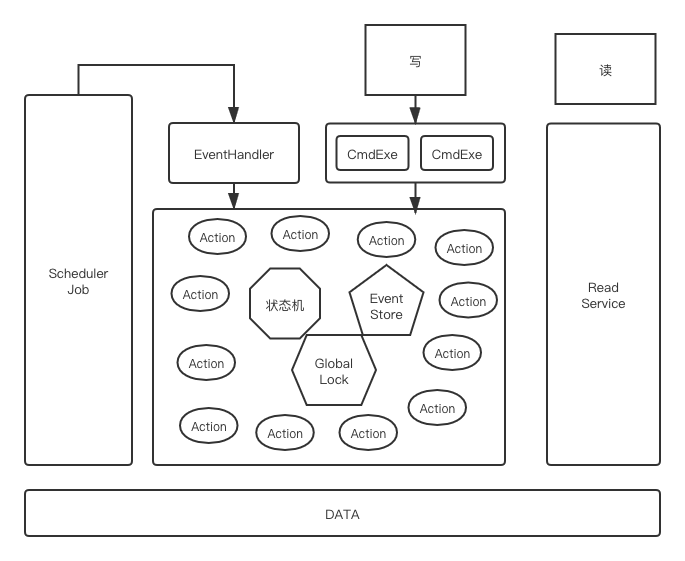 写
读
EventHandler
CmdExe
CmdExe
Action
Action
Action
Action
Scheduler
Job
Action
状态机
Event
Store
Action
Read
Service
Action
Global
Lock
Action
Action
Action
Action
Action
Action
DATA